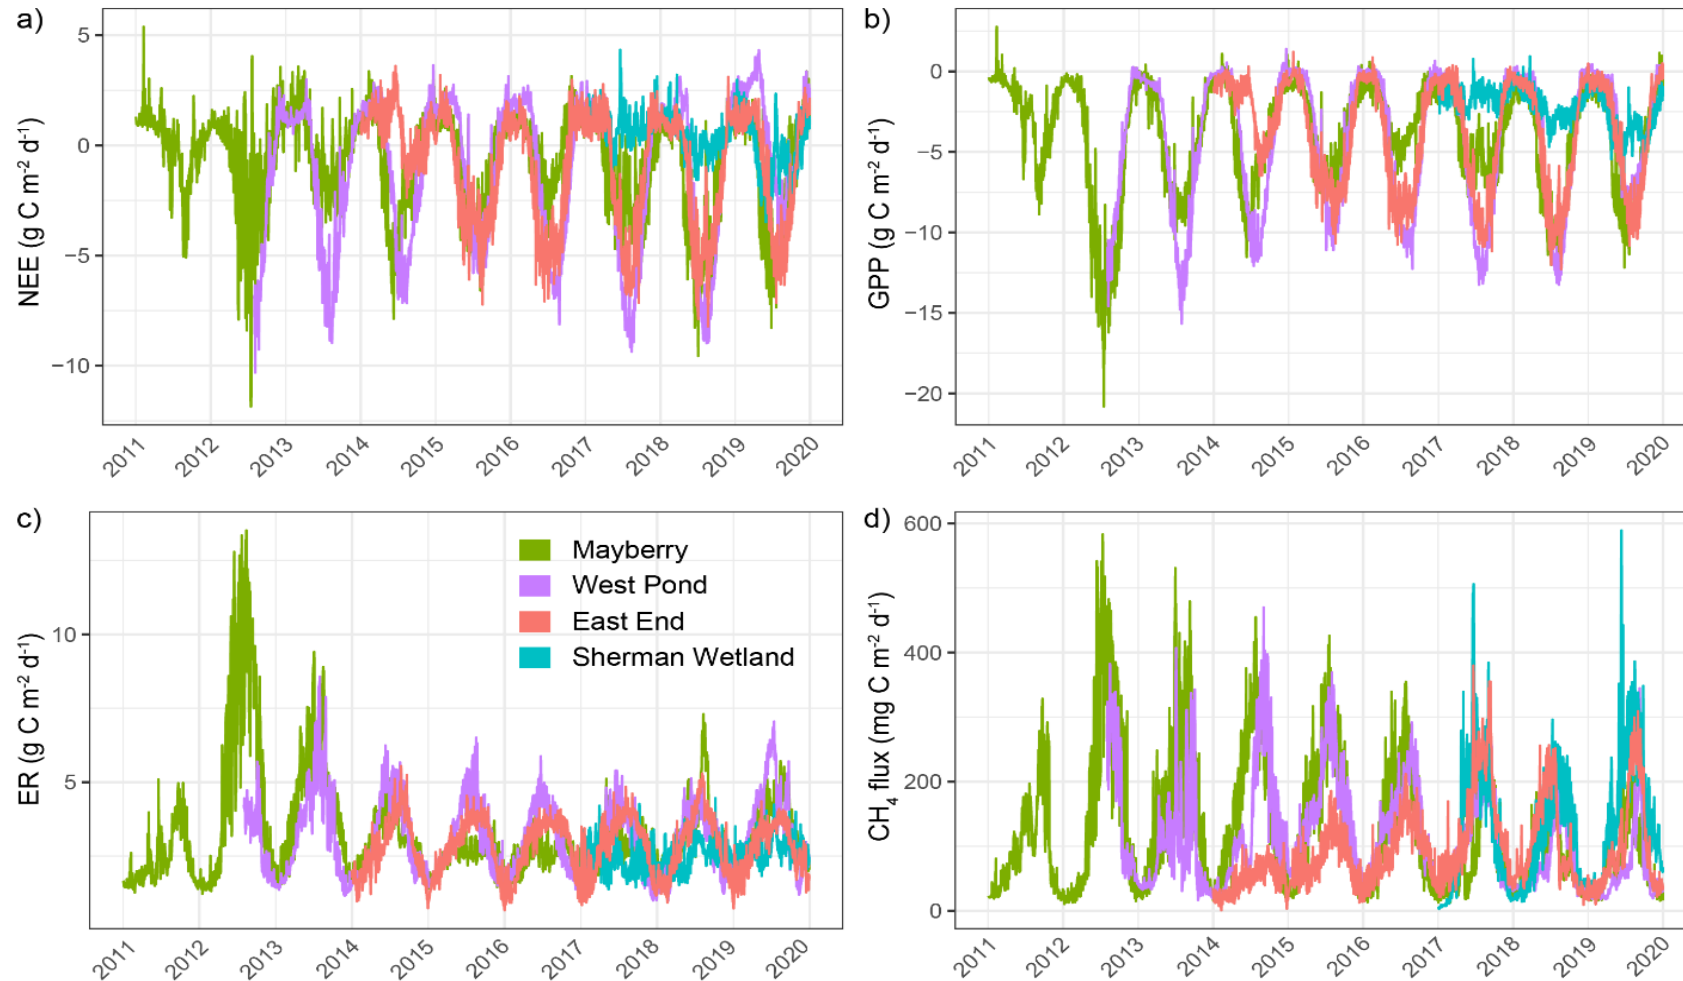 a)
NEE (g C m⁻² d⁻¹)
5
0
−5
−10
2011 2012 2013 2014 2015 2016 2017 2018 2019 2020
b)
GPP (g C m⁻² d⁻¹)
0
−5
−10
−15
−20
2011 2012 2013 2014 2015 2016 2017 2018 2019 2020
c)
ER (g C m⁻² d⁻¹)
10
5
Mayberry
West Pond
East End
Sherman Wetland
2011 2012 2013 2014 2015 2016 2017 2018 2019 2020
d)
CH₄ flux (mg C m⁻² d⁻¹)
600
400
200
0
2011 2012 2013 2014 2015 2016 2017 2018 2019 2020